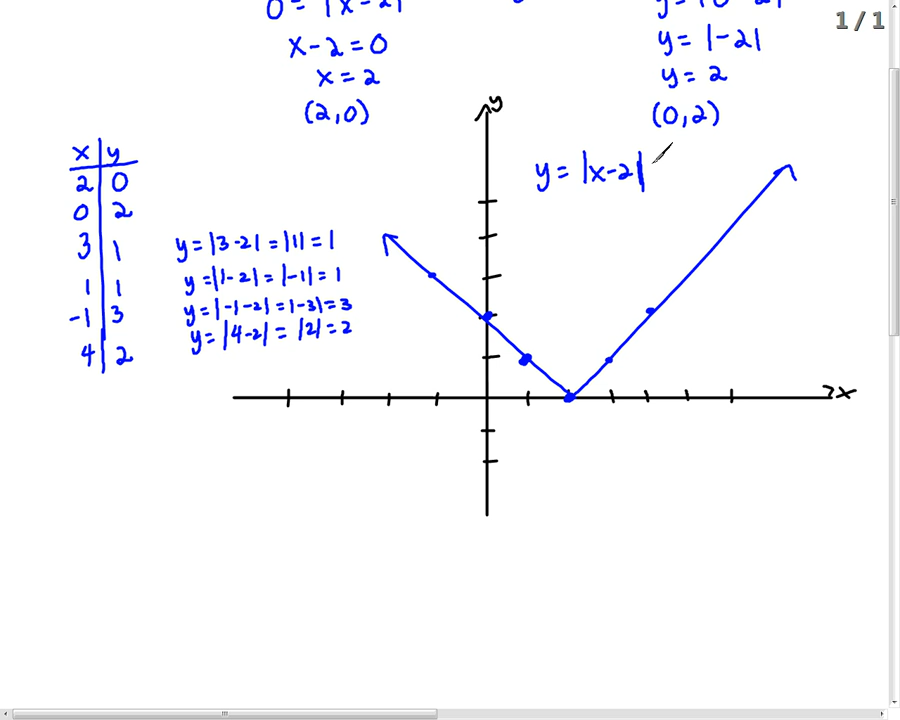 0 = |x-2|
x-2=0
x=2
(2,0)
y=|-2|
y=2
(0,2)
1 / 1
x y
2 0
0 2
3 1
1 1
-1 3
4 2
y=|3-2|=|1|=1
y=|1-2|=|-1|=1
y=|-1-2|=|-3|=3
y=|4-2|=|2|=2
y
y=|x-2|
x